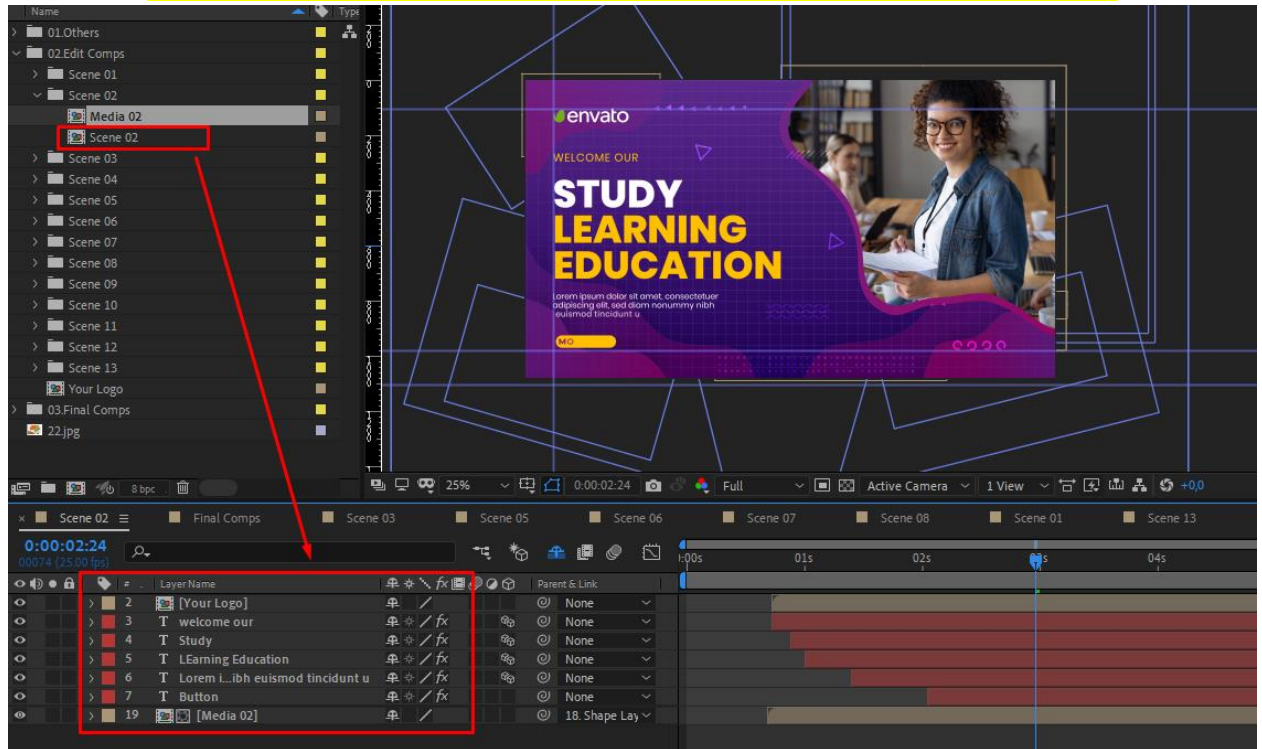 Name Type
01.Others
02.Edit Comps
Scene 01
Scene 02
Media 02
Scene 02
Scene 03
Scene 04
Scene 05
Scene 06
Scene 07
Scene 08
Scene 09
Scene 10
Scene 11
Scene 12
Scene 13
Your Logo
03.Final Comps
22.jpg
8 bpc
envato
WELCOME OUR
STUDY
LEARNING
EDUCATION
Lorem ipsum dolor sit amet, consectetuer
adipiscing elit, sed diam nonummy nibh
euismod tincidunt u
MO
25% 0:00:02:24 Full Active Camera 1 View +0,0
Scene 02 Final Comps Scene 03 Scene 05 Scene 06 Scene 07 Scene 08 Scene 01 Scene 13
0:00:02:24
00074 (25.00 fps)
:00s 01s 02s 04s
# Layer Name fx Parent & Link
2 [Your Logo] None
3 T welcome our fx None
4 T Study fx None
5 T LEarning Education fx None
6 T Lorem i...ibh euismod tincidunt u fx None
7 T Button fx None
19 [Media 02] 18. Shape Lay